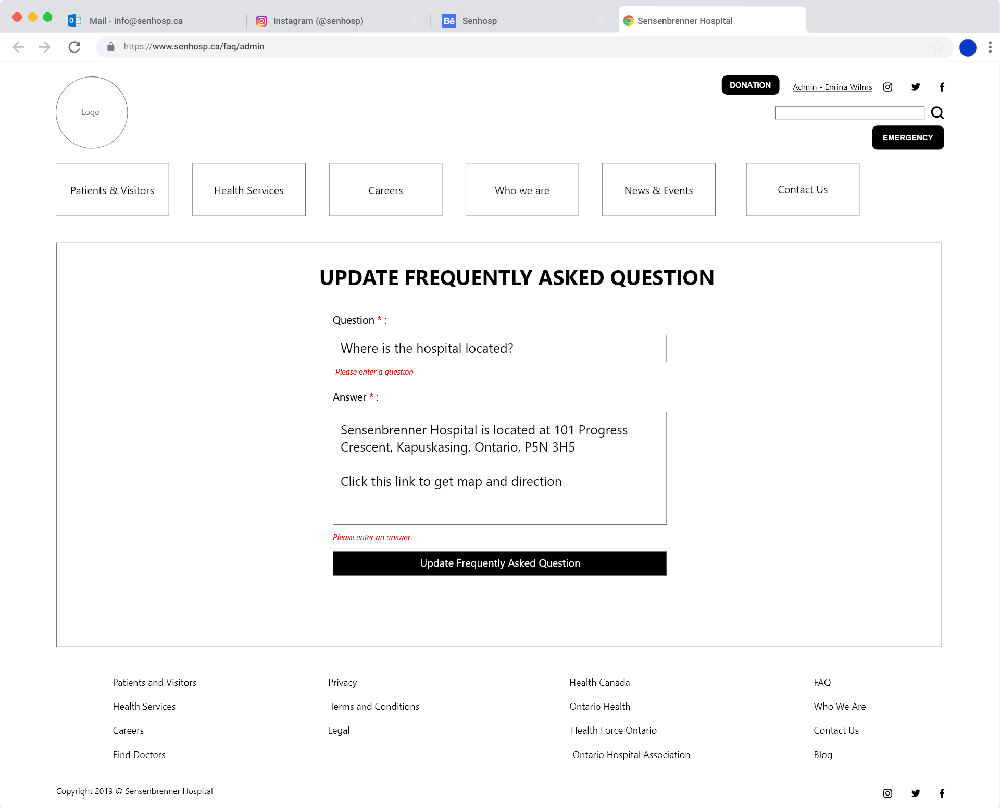 Mail - info@senhosp.ca
Instagram (@senhosp)
Bē
Senhosp
Sensenbrenner Hospital
https://www.senhosp.ca/faq/admin
DONATION
Admin - Enrina Wilms
Logo
EMERGENCY
Patients & Visitors
Health Services
Careers
Who we are
News & Events
Contact Us
UPDATE FREQUENTLY ASKED QUESTION
Question * :
Where is the hospital located?
Please enter a question
Answer * :
Sensenbrenner Hospital is located at 101 Progress
Crescent, Kapuskasing, Ontario, P5N 3H5
Click this link to get map and direction
Please enter an answer
Update Frequently Asked Question
Patients and Visitors
Health Services
Careers
Find Doctors
Privacy
Terms and Conditions
Legal
Health Canada
Ontario Health
Health Force Ontario
Ontario Hospital Association
FAQ
Who We Are
Contact Us
Blog
Copyright 2019 @ Sensenbrenner Hospital